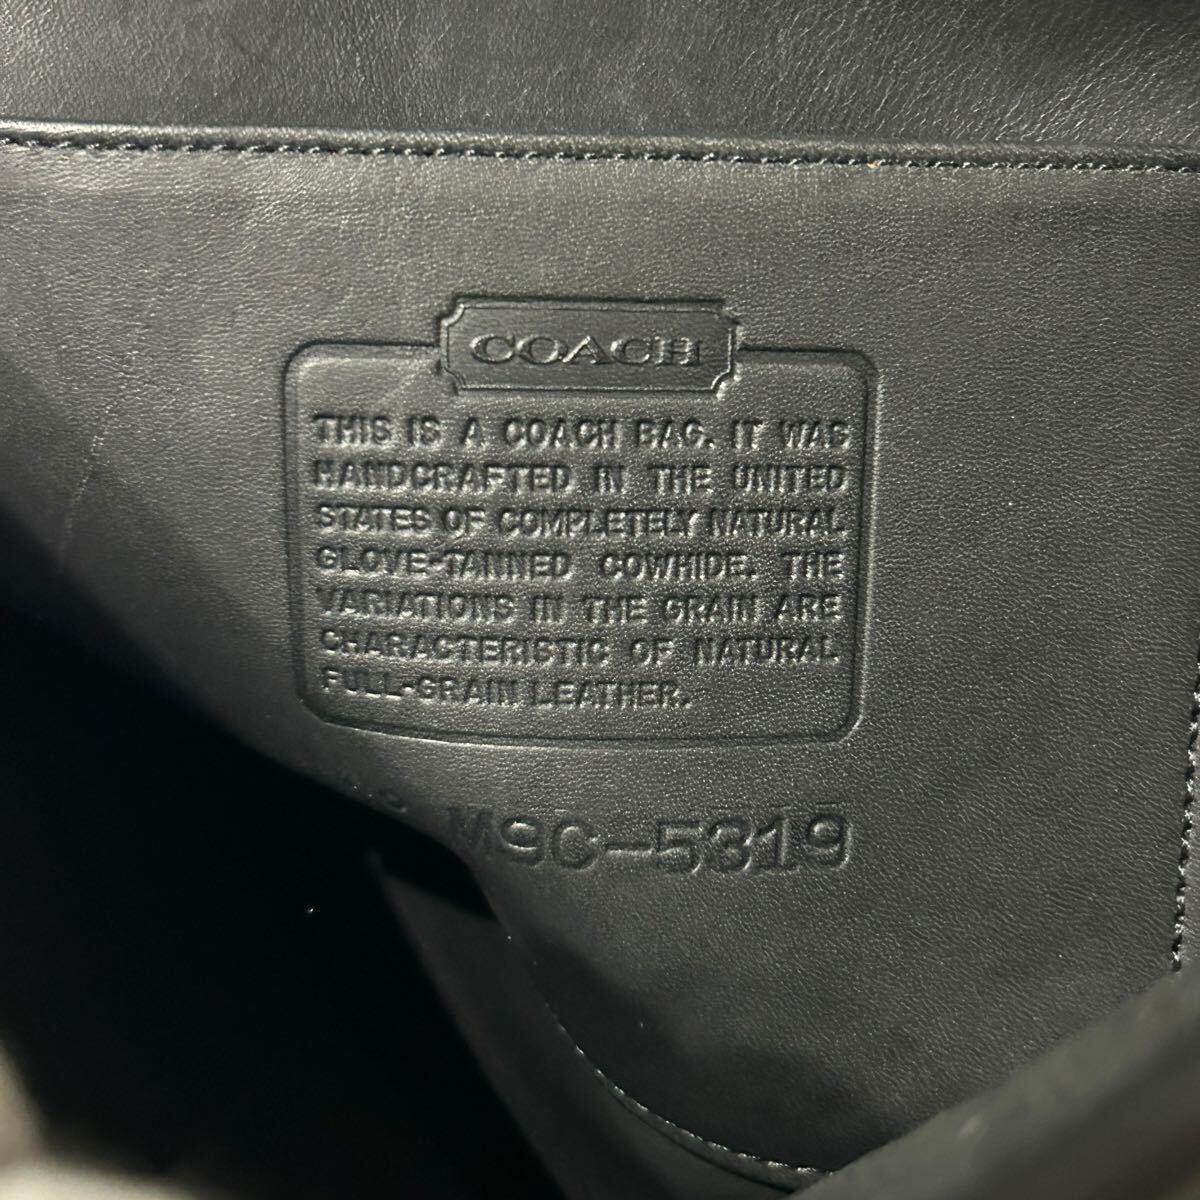 COACH
THIS IS A COACH BAG. IT WAS
HANDCRAFTED IN THE UNITED
STATES OF COMPLETELY NATURAL
GLOVE-TANNED COWHIDE. THE
VARIATIONS IN THE GRAIN ARE
CHARACTERISTIC OF NATURAL
FULL-GRAIN LEATHER.
M9C-5319